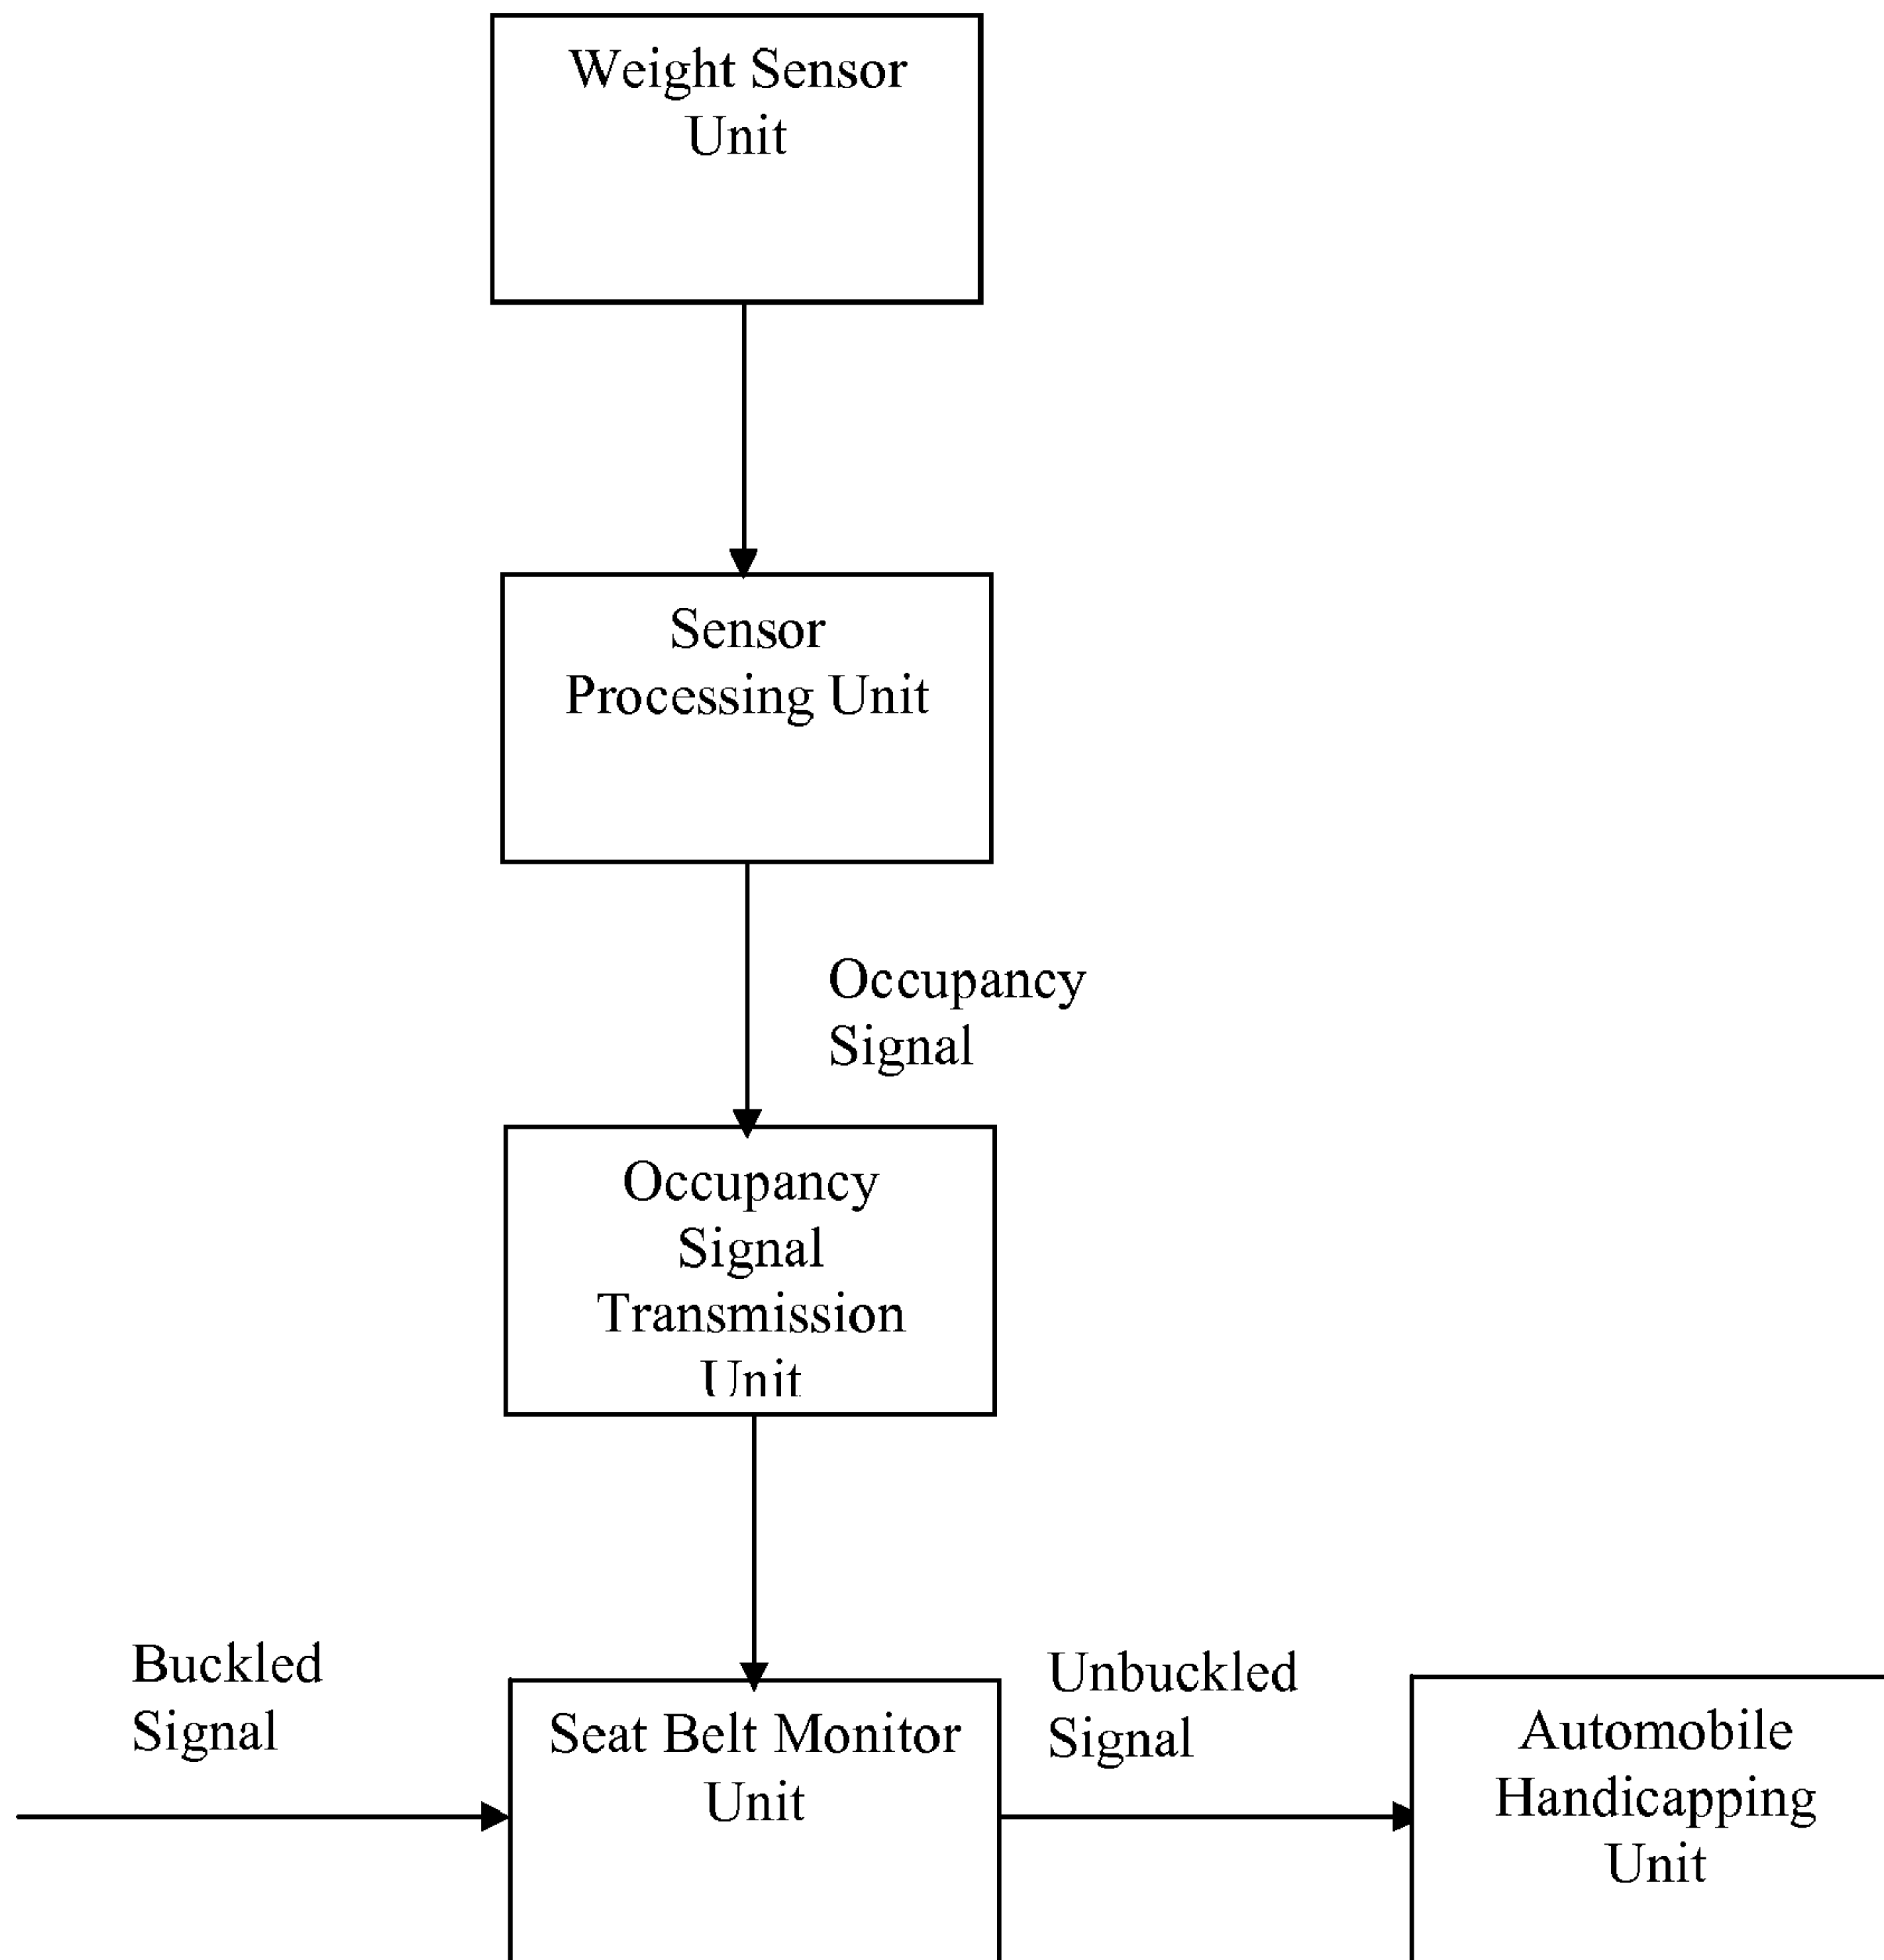 Weight Sensor
Unit
Sensor
Processing Unit
Occupancy
Signal
Occupancy
Signal
Transmission
Unit
Buckled
Signal
Seat Belt Monitor
Unit
Unbuckled
Signal
Automobile
Handicapping
Unit